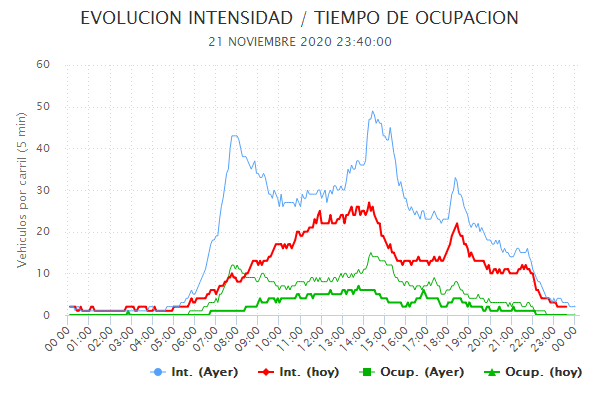 EVOLUCION INTENSIDAD / TIEMPO DE OCUPACION
21 NOVIEMBRE 2020 23:40:00
Vehículos por carril (5 min)
60
50
40
30
20
10
0
00:00 01:00 02:00 03:00 04:00 05:00 06:00 07:00 08:00 09:00 10:00 11:00 12:00 13:00 14:00 15:00 16:00 17:00 18:00 19:00 20:00 21:00 22:00 23:00 00:00
Int. (Ayer) Int. (hoy) Ocup. (Ayer) Ocup. (hoy)